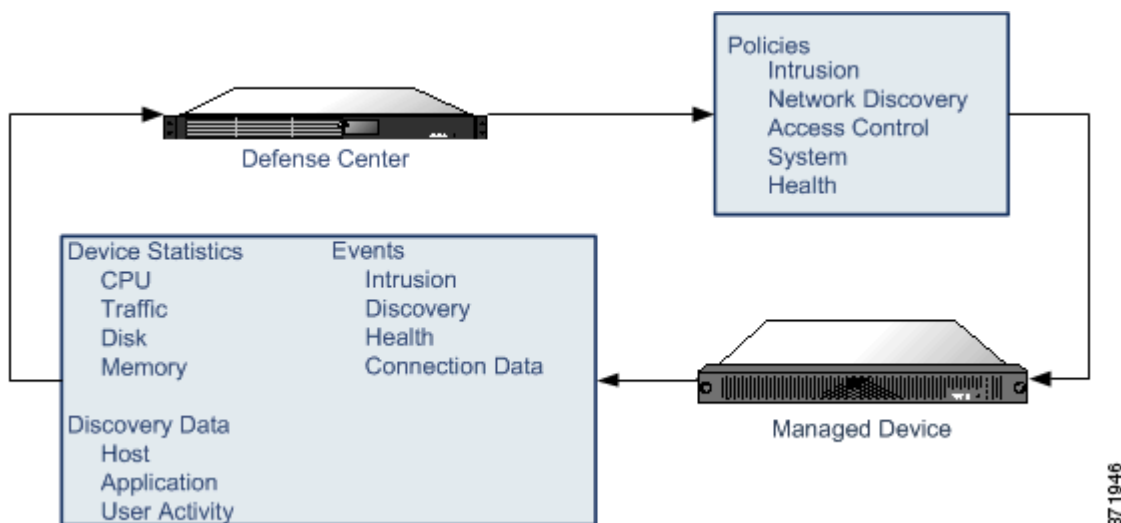 Policies
Intrusion
Network Discovery
Access Control
System
Health
Defense Center
Device Statistics
CPU
Traffic
Disk
Memory
Events
Intrusion
Discovery
Health
Connection Data
Discovery Data
Host
Application
User Activity
Managed Device
371946